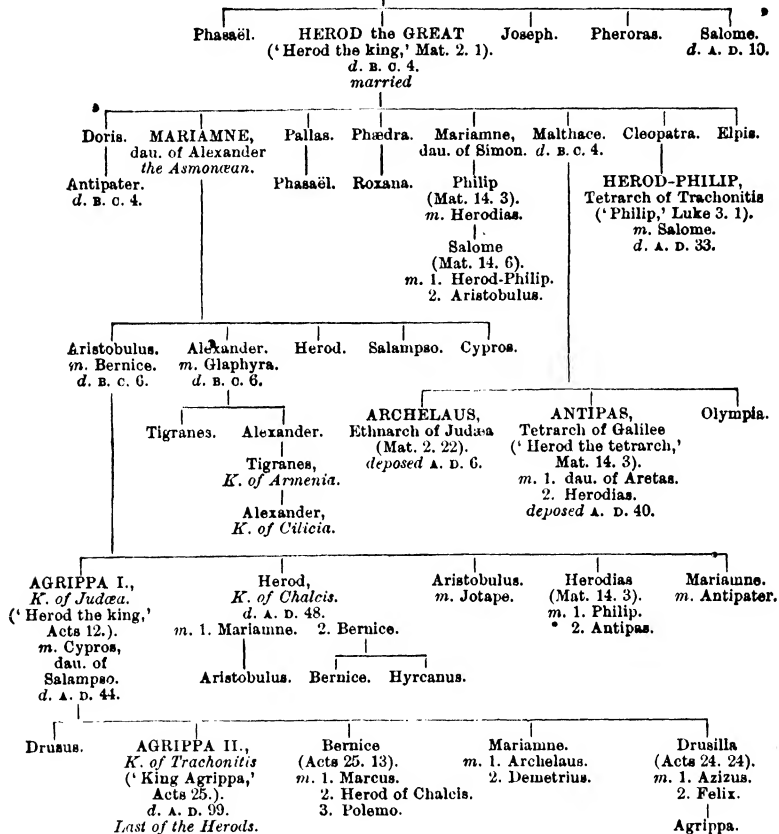 Phasaël. HEROD the GREAT Joseph. Pheroras. Salome.
('Herod the king,' Mat. 2. 1). d. A. D. 10.
d. B. C. 4.
married
Doris. MARIAMNE, Pallas. Phædra. Mariamne, Malthace. Cleopatra. Elpis.
dau. of Alexander dau. of Simon. d. B. C. 4.
the Asmonæan.
Antipater. Phasaël. Roxana. Philip HEROD-PHILIP,
d. B. C. 4. (Mat. 14. 3). Tetrarch of Trachonitis
m. Herodias. ('Philip,' Luke 3. 1).
m. Salome.
Salome d. A. D. 33.
(Mat. 14. 6).
m. 1. Herod-Philip.
2. Aristobulus.
Aristobulus. Alexander. Herod. Salampso. Cypros.
m. Bernice. m. Glaphyra.
d. B. C. 6. d. B. C. 6.
Tigranes. Alexander. ARCHELAUS, ANTIPAS, Olympia.
Ethnarch of Judæa Tetrarch of Galilee
(Mat. 2. 22). ('Herod the tetrarch,'
Tigranes, deposed A. D. 6. Mat. 14. 3).
K. of Armenia. m. 1. dau. of Aretas.
2. Herodias.
Alexander, deposed A. D. 40.
K. of Cilicia.
AGRIPPA I., Herod, Aristobulus. Herodias Mariamne.
K. of Judæa. K. of Chalcis. m. Jotape. (Mat. 14. 3). m. Antipater.
('Herod the king,' d. A. D. 48. m. 1. Philip.
Acts 12.). m. 1. Mariamne. 2. Bernice. 2. Antipas.
m. Cypros,
dau. of
Salampso. Aristobulus. Bernice. Hyrcanus.
d. A. D. 44.
Drusus. AGRIPPA II., Bernice Mariamne. Drusilla
K. of Trachonitis (Acts 25. 13). m. 1. Archelaus. (Acts 24. 24).
('King Agrippa,' m. 1. Marcus. 2. Demetrius. m. 1. Azizus.
Acts 25.). 2. Herod of Chalcis. 2. Felix.
d. A. D. 99. 3. Polemo.
Last of the Herods. Agrippa.